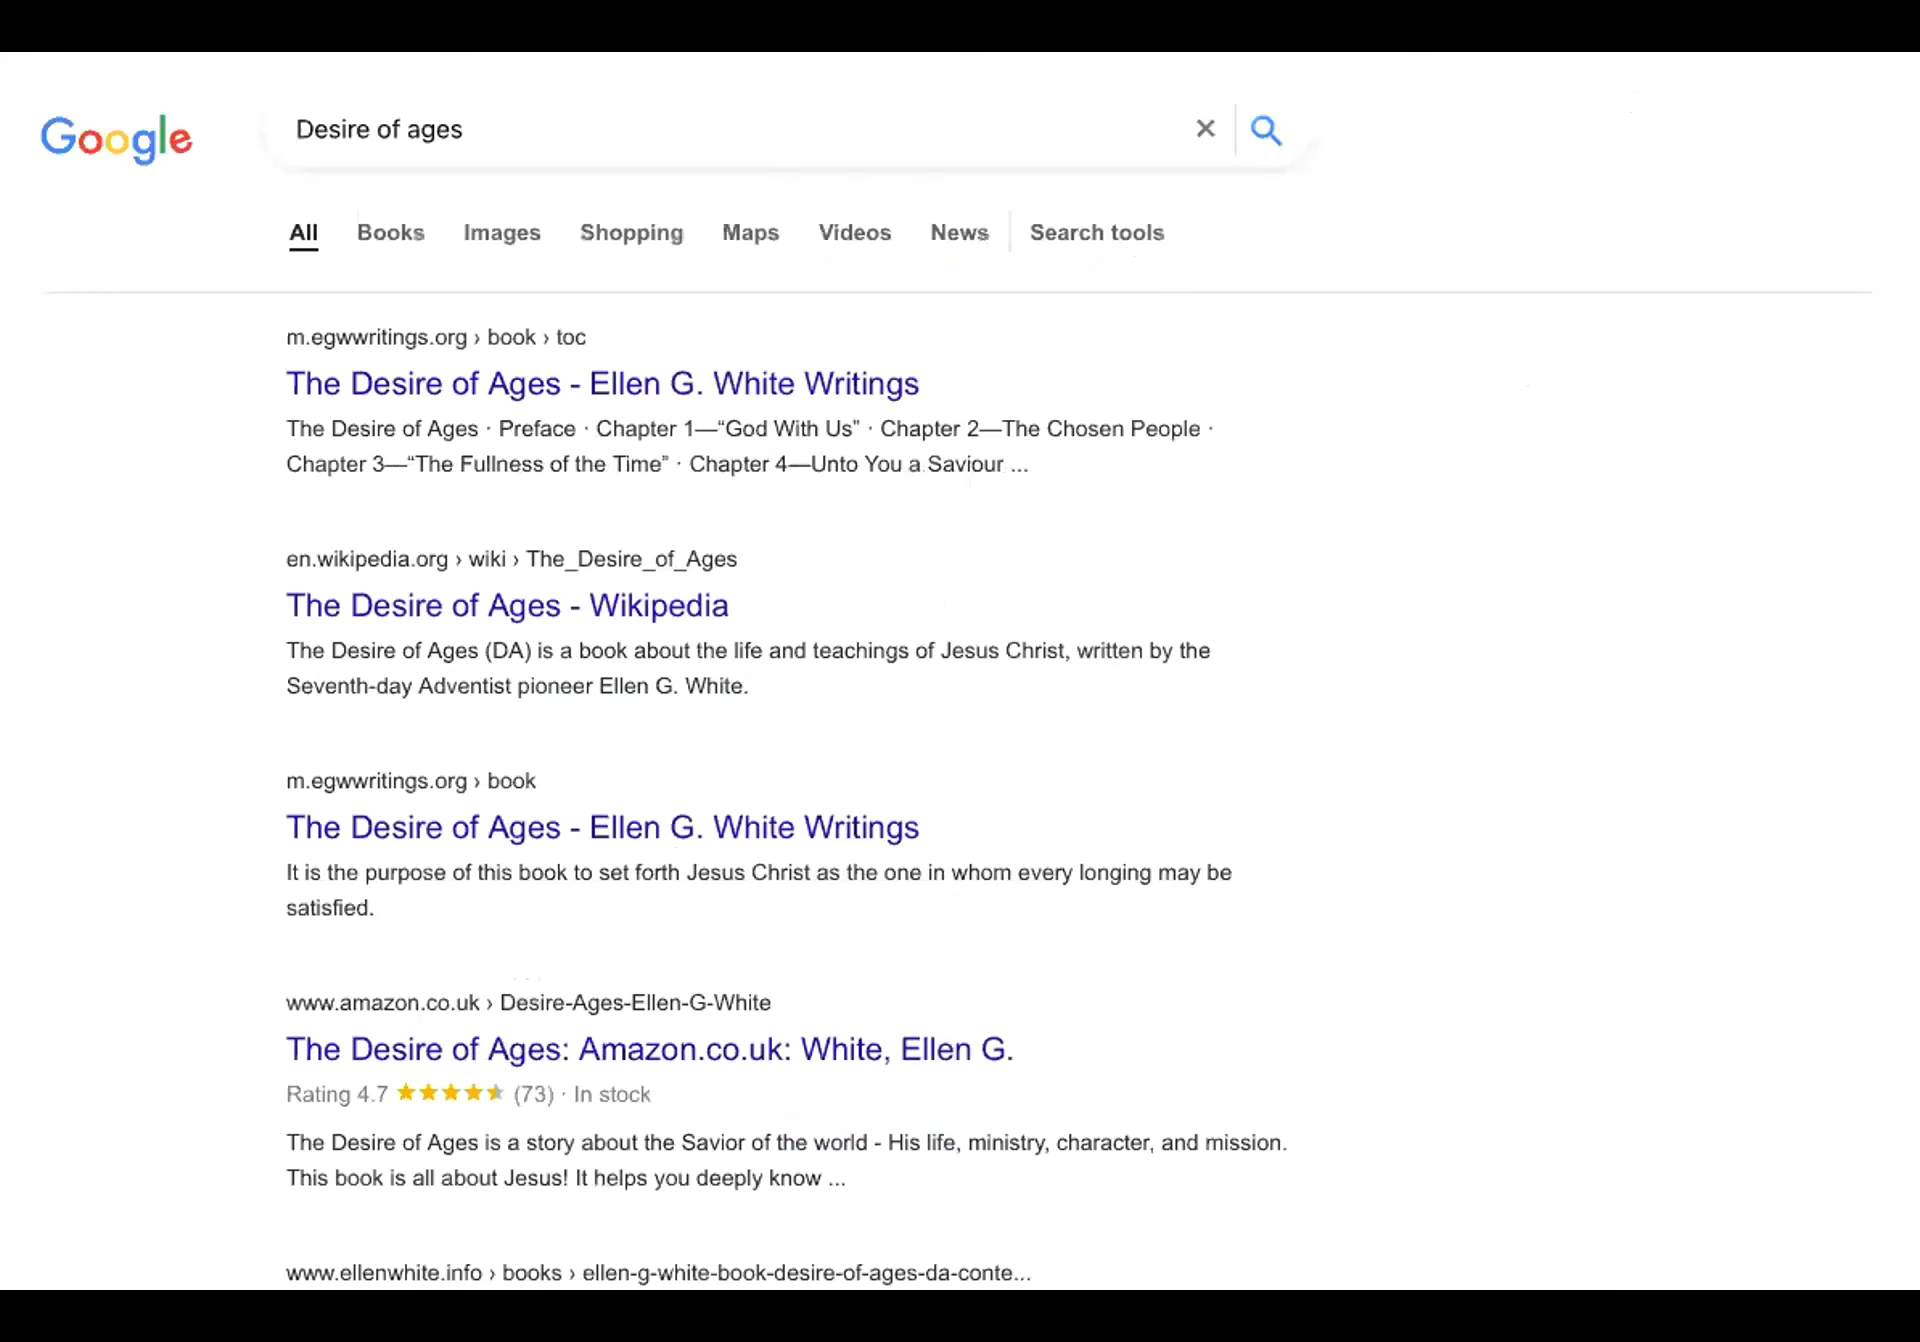 Google
Desire of ages
All Books Images Shopping Maps Videos News Search tools
m.egwwritings.org › book › toc
The Desire of Ages - Ellen G. White Writings
The Desire of Ages · Preface · Chapter 1—“God With Us” · Chapter 2—The Chosen People ·
Chapter 3—“The Fullness of the Time” · Chapter 4—Unto You a Saviour ...
en.wikipedia.org › wiki › The_Desire_of_Ages
The Desire of Ages - Wikipedia
The Desire of Ages (DA) is a book about the life and teachings of Jesus Christ, written by the
Seventh-day Adventist pioneer Ellen G. White.
m.egwwritings.org › book
The Desire of Ages - Ellen G. White Writings
It is the purpose of this book to set forth Jesus Christ as the one in whom every longing may be
satisfied.
www.amazon.co.uk › Desire-Ages-Ellen-G-White
The Desire of Ages: Amazon.co.uk: White, Ellen G.
Rating 4.7 (73) · In stock
The Desire of Ages is a story about the Savior of the world - His life, ministry, character, and mission.
This book is all about Jesus! It helps you deeply know ...
www.ellenwhite.info › books › ellen-g-white-book-desire-of-ages-da-conte...